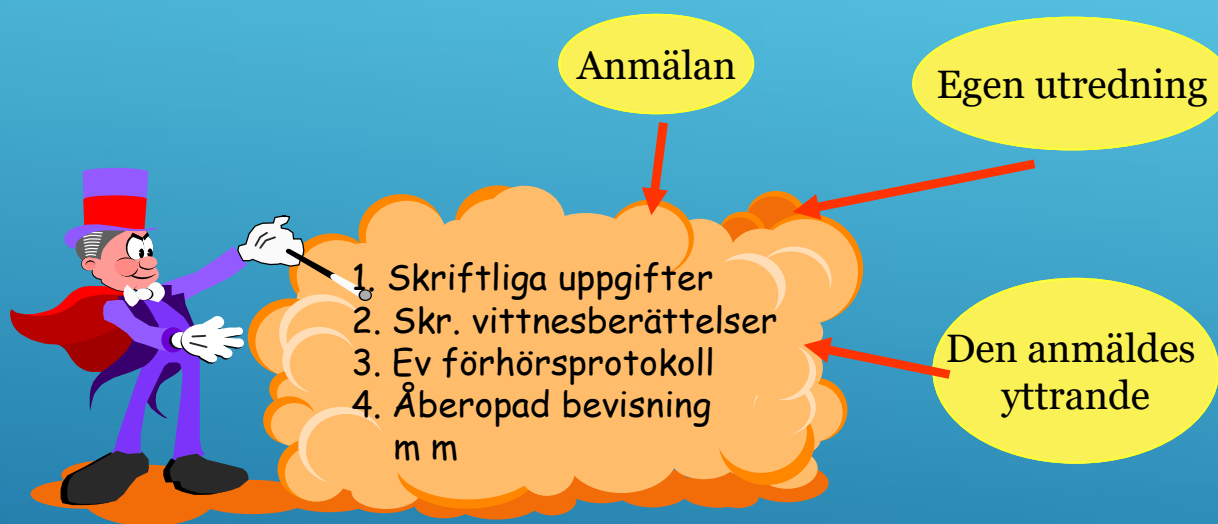 Anmälan
Egen utredning
1. Skriftliga uppgifter
2. Skr. vittnesberättelser
3. Ev förhörsprotokoll
4. Åberopad bevisning
m m
Den anmäldes
yttrande